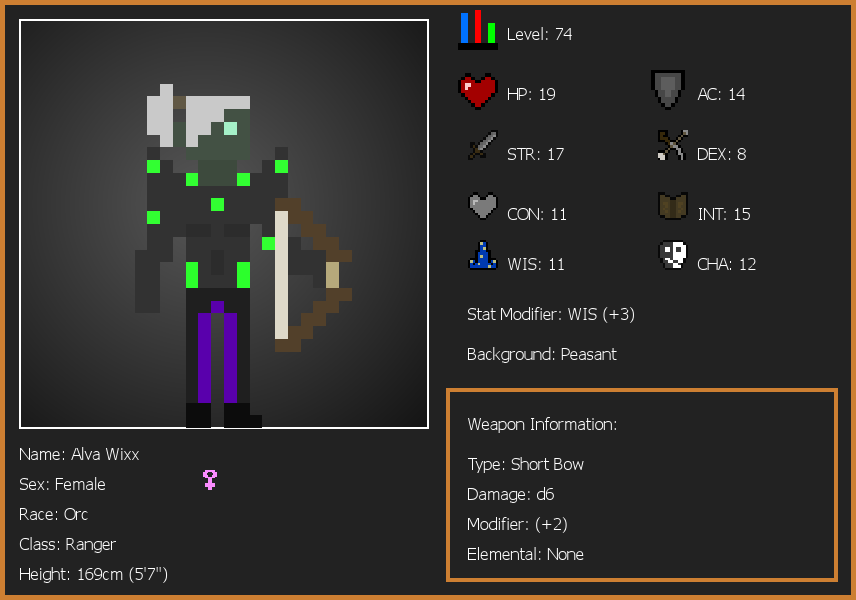 Level: 74
HP: 19
AC: 14
STR: 17
DEX: 8
CON: 11
INT: 15
WIS: 11
CHA: 12
Stat Modifier: WIS (+3)
Background: Peasant
Weapon Information:
Type: Short Bow
Damage: d6
Modifier: (+2)
Elemental: None
Name: Alva Wixx
Sex: Female
Race: Orc
Class: Ranger
Height: 169cm (5'7")